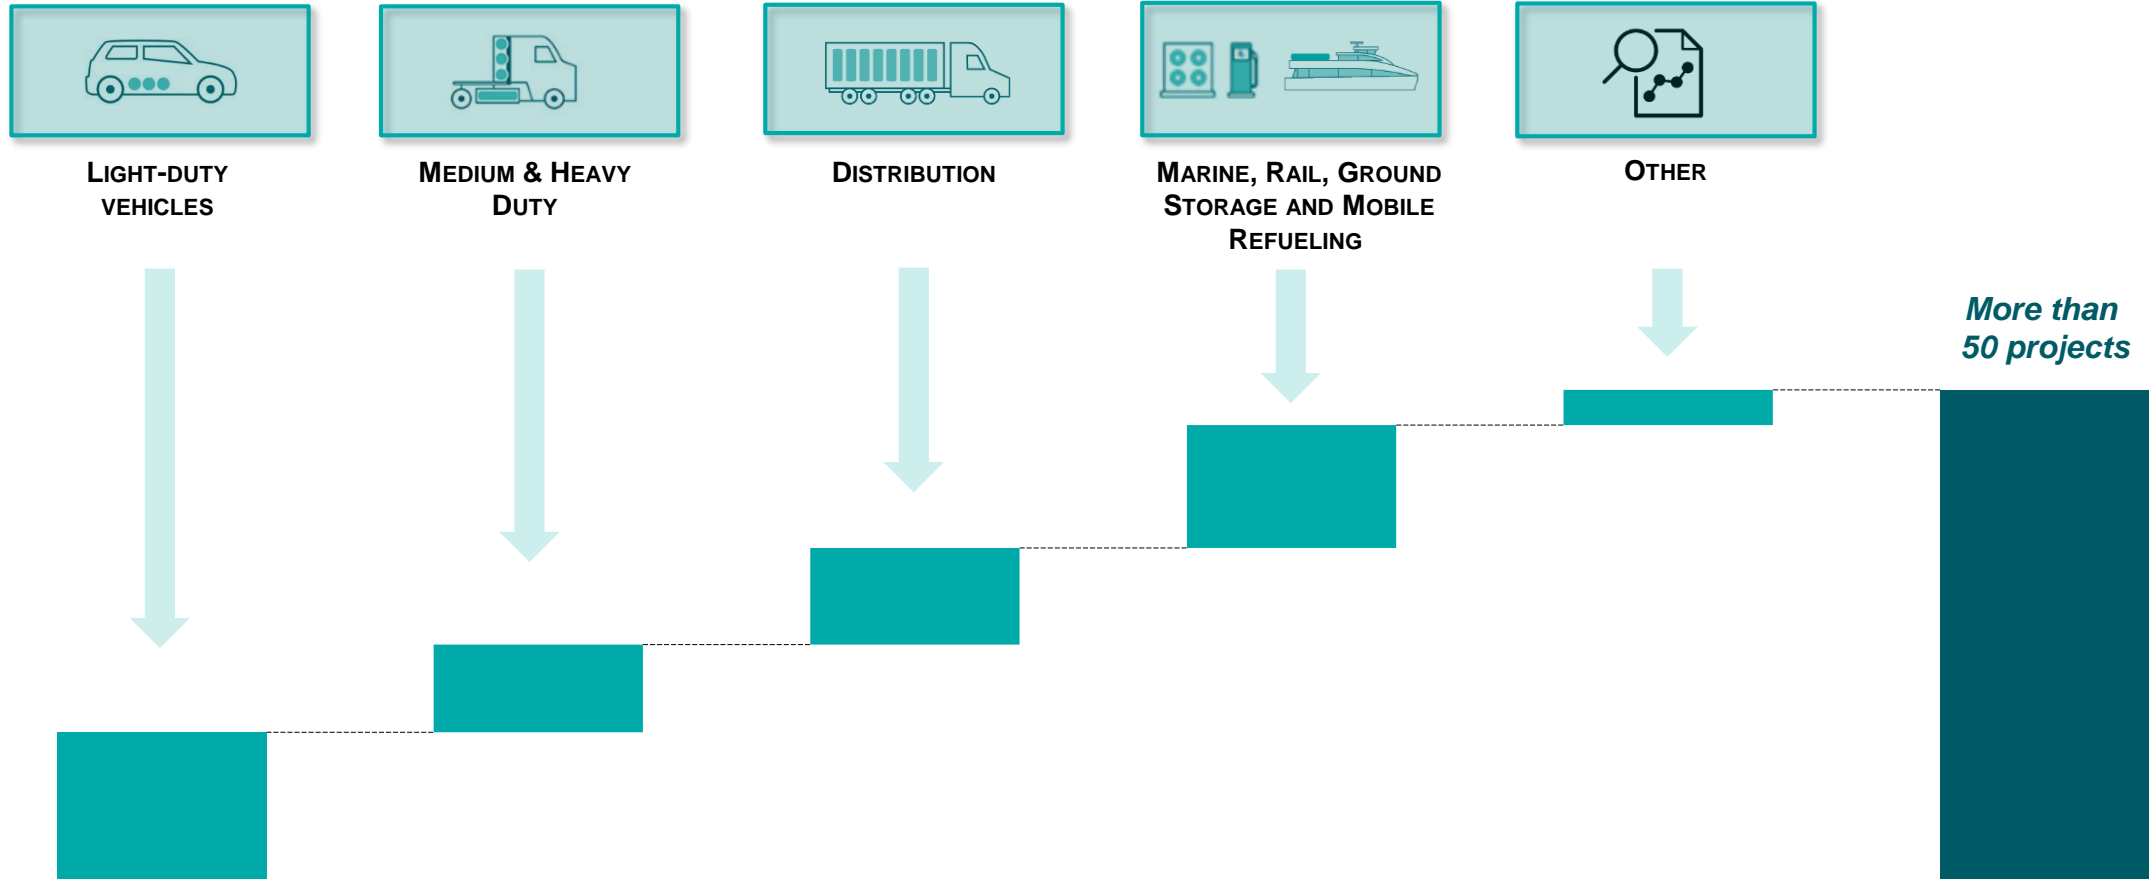 LIGHT-DUTY
VEHICLES
MEDIUM & HEAVY
DUTY
DISTRIBUTION
MARINE, RAIL, GROUND
STORAGE AND MOBILE
REFUELING
OTHER
More than
50 projects